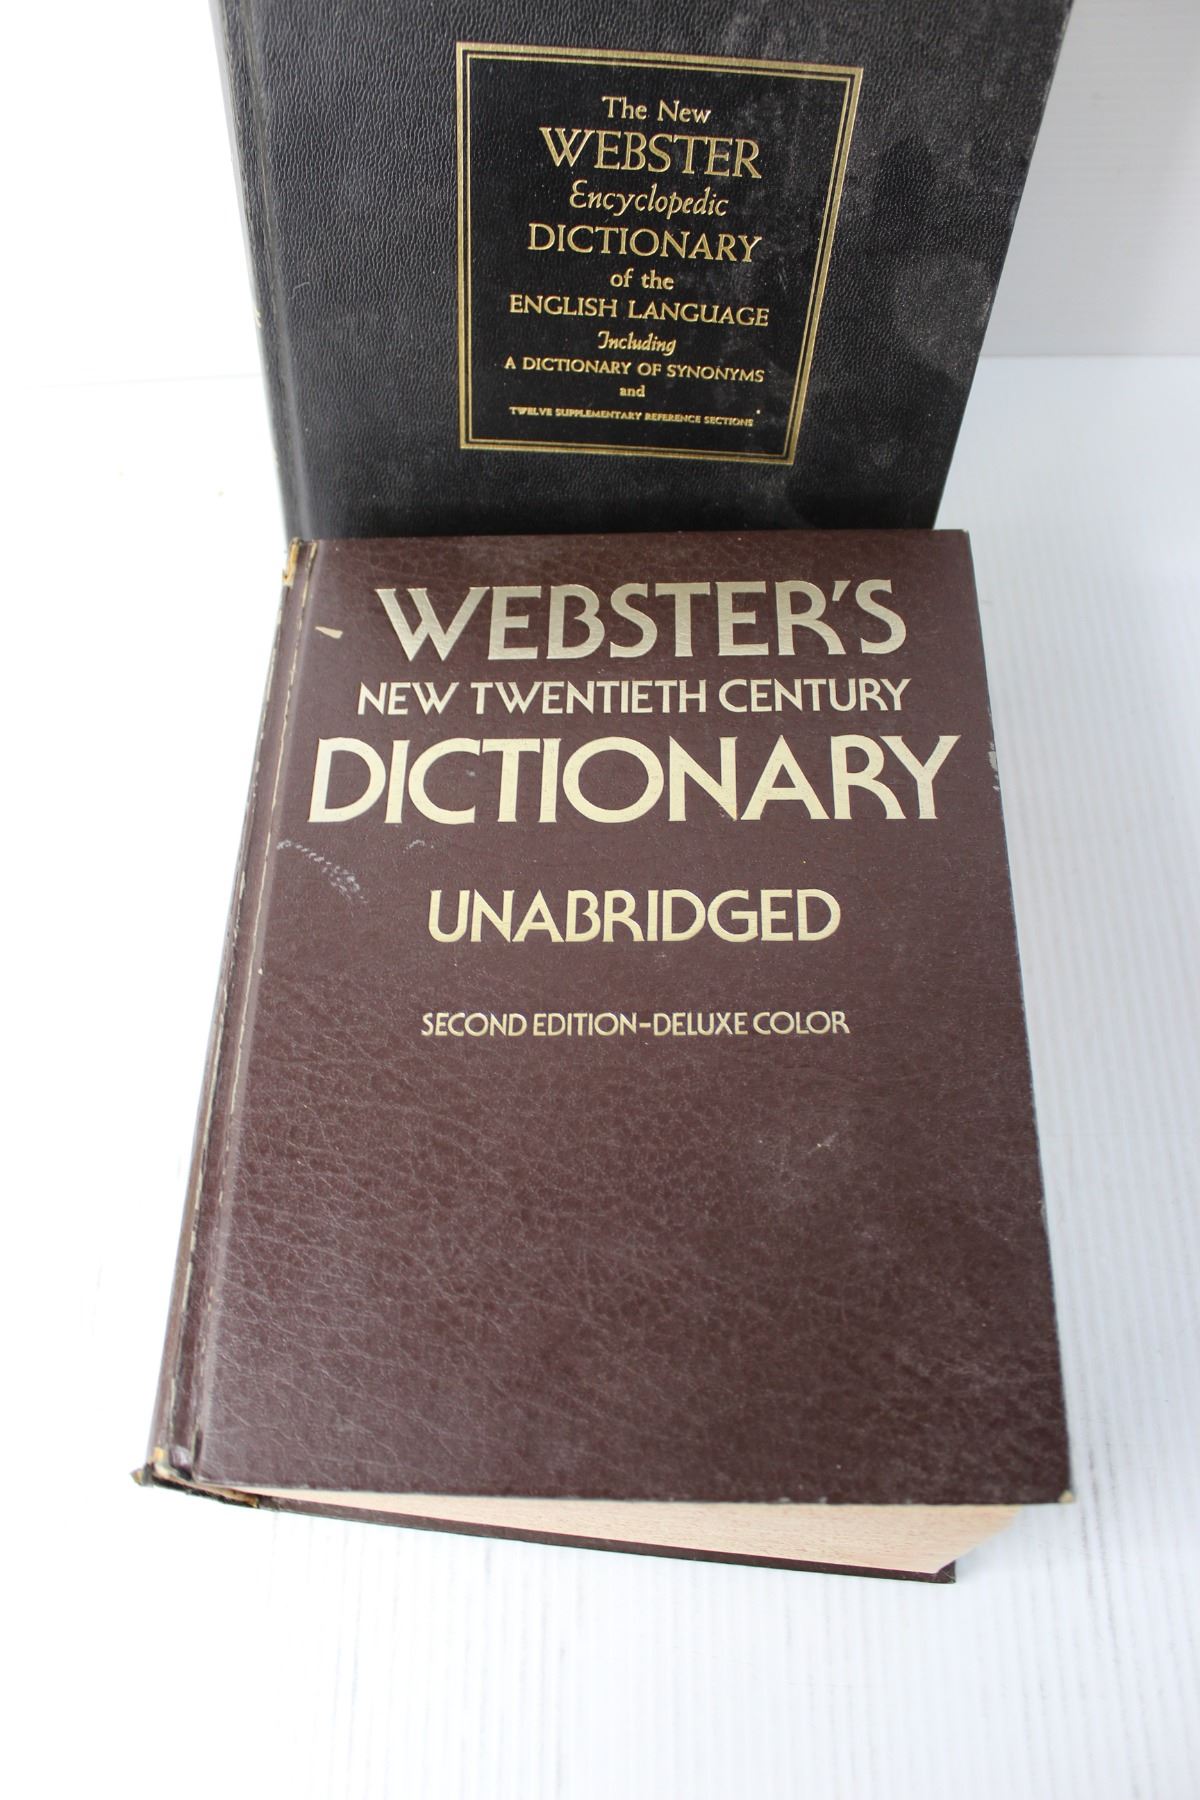 The New
WEBSTER
Encyclopedic
DICTIONARY
of the
ENGLISH LANGUAGE
Including
A DICTIONARY OF SYNONYMS
and
TWELVE SUPPLEMENTARY REFERENCE SECTIONS
WEBSTER'S
NEW TWENTIETH CENTURY
DICTIONARY
UNABRIDGED
SECOND EDITION-DELUXE COLOR